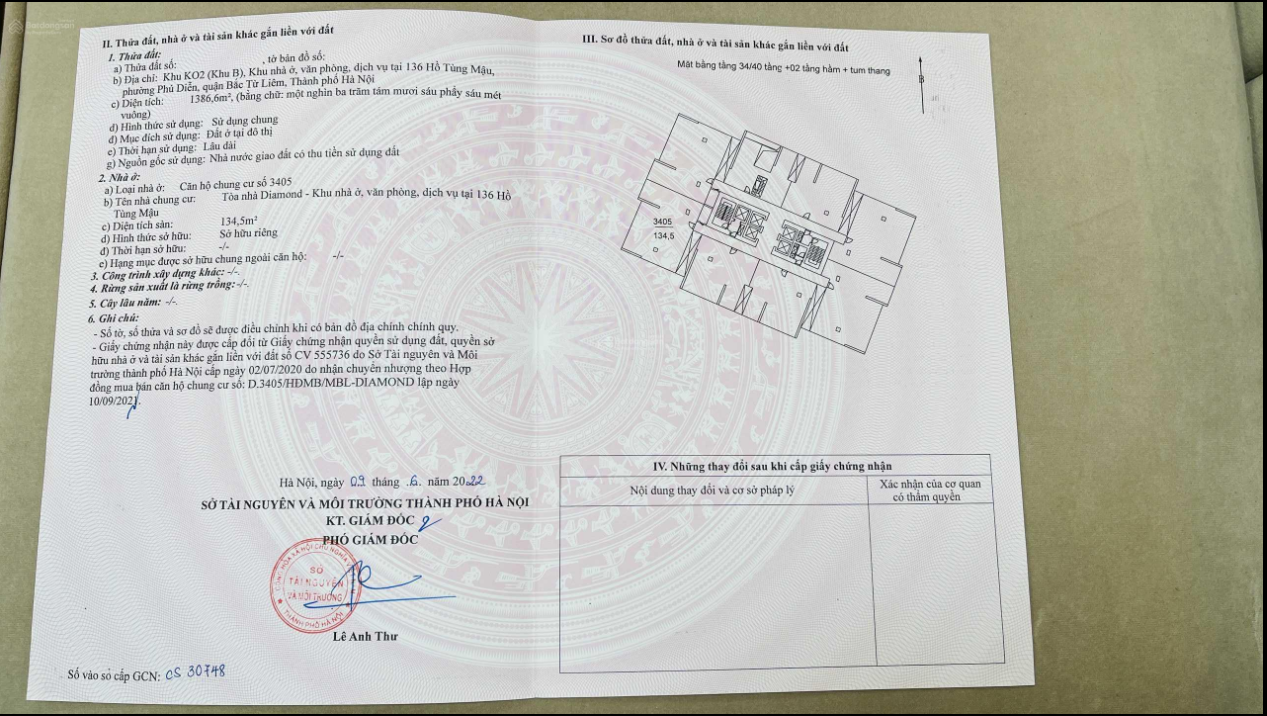 II. Thửa đất, nhà ở và tài sản khác gắn liền với đất
1. Thửa đất:
a) Thửa đất số: , tờ bản đồ số:
b) Địa chỉ: Khu KO2 (Khu B), Khu nhà ở, văn phòng, dịch vụ tại 136 Hồ Tùng Mậu,
phường Phú Diễn, quận Bắc Từ Liêm, Thành phố Hà Nội
c) Diện tích: 1386,6m², (bằng chữ: một nghìn ba trăm tám mươi sáu phẩy sáu mét
vuông)
d) Hình thức sử dụng: Sử dụng chung
đ) Mục đích sử dụng: Đất ở tại đô thị
e) Thời hạn sử dụng: Lâu dài
g) Nguồn gốc sử dụng: Nhà nước giao đất có thu tiền sử dụng đất
2. Nhà ở:
a) Loại nhà ở: Căn hộ chung cư số 3405
b) Tên nhà chung cư: Tòa nhà Diamond - Khu nhà ở, văn phòng, dịch vụ tại 136 Hồ
Tùng Mậu
c) Diện tích sàn: 134,5m²
d) Hình thức sở hữu: Sở hữu riêng
đ) Thời hạn sở hữu: -/-
e) Hạng mục được sở hữu chung ngoài căn hộ: -/-
3. Công trình xây dựng khác: -/-.
4. Rừng sản xuất là rừng trồng:-/-.
5. Cây lâu năm: -/-.
6. Ghi chú:
- Số tờ, số thửa và sơ đồ sẽ được điều chỉnh khi có bản đồ địa chính chính quy.
- Giấy chứng nhận này được cấp đổi từ Giấy chứng nhận quyền sử dụng đất, quyền sở
hữu nhà ở và tài sản khác gắn liền với đất số CV 555736 do Sở Tài nguyên và Môi
trường thành phố Hà Nội cấp ngày 02/07/2020 do nhận chuyển nhượng theo Hợp
đồng mua bán căn hộ chung cư số: D.3405/HĐMB/MBL-DIAMOND lập ngày
10/09/2021.
Hà Nội, ngày 09 tháng .6. năm 2022
SỞ TÀI NGUYÊN VÀ MÔI TRƯỜNG THÀNH PHỐ HÀ NỘI
KT. GIÁM ĐỐC
PHÓ GIÁM ĐỐC
SỞ
TÀI NGUYÊN
VÀ MÔI TRƯỜNG
THÀNH PHỐ HÀ NỘI
Lê Anh Thư
Số vào sổ cấp GCN: CS 30748
III. Sơ đồ thửa đất, nhà ở và tài sản khác gắn liền với đất
Mặt bằng tầng 34/40 tầng +02 tầng hầm + tum thang
B
3405
134,5
IV. Những thay đổi sau khi cấp giấy chứng nhận
Nội dung thay đổi và cơ sở pháp lý
Xác nhận của cơ quan
có thẩm quyền